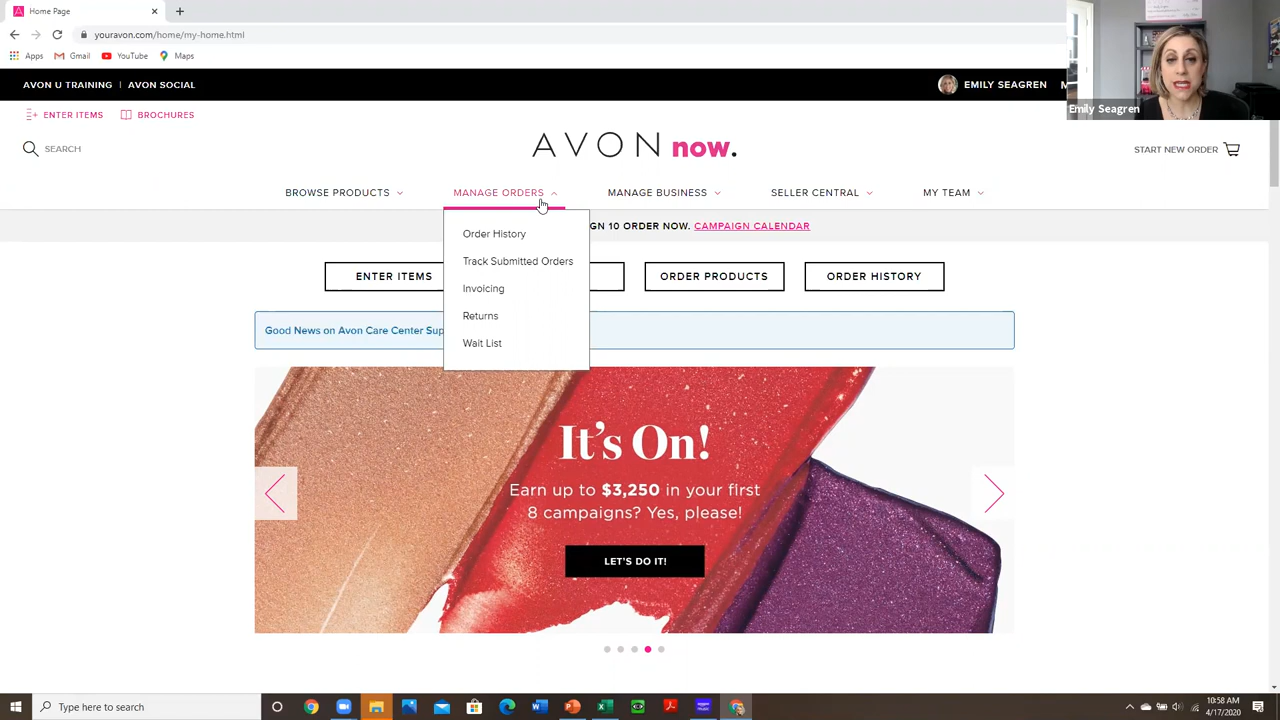 Home Page
youravon.com/home/my-home.html
Apps
Gmail
YouTube
Maps
AVON U TRAINING | AVON SOCIAL
EMILY SEAGREN
Emily Seagren
ENTER ITEMS
BROCHURES
SEARCH
AVON now.
START NEW ORDER
BROWSE PRODUCTS
MANAGE ORDERS
MANAGE BUSINESS
SELLER CENTRAL
MY TEAM
GN 10 ORDER NOW. CAMPAIGN CALENDAR
Order History
Track Submitted Orders
Invoicing
Returns
Wait List
ENTER ITEMS
ORDER PRODUCTS
ORDER HISTORY
Good News on Avon Care Center Sup
It's On!
Earn up to $3,250 in your first
8 campaigns? Yes, please!
LET'S DO IT!
Type here to search
10:58 AM
4/17/2020